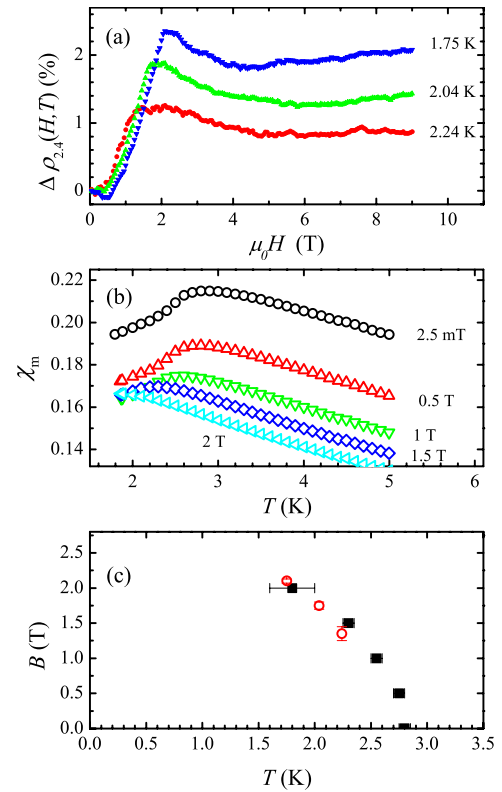 (a)
Δ ρ2.4(H,T) (%)
2
1
0
1.75 K
2.04 K
2.24 K
0 2 4 6 8 10
μ0H (T)
(b)
χm
0.22
0.20
0.18
0.16
0.14
2.5 mT
0.5 T
1 T
1.5 T
2 T
2 3 4 5 6
T (K)
(c)
B (T)
2.5
2.0
1.5
1.0
0.5
0.0
0.0 0.5 1.0 1.5 2.0 2.5 3.0 3.5
T (K)